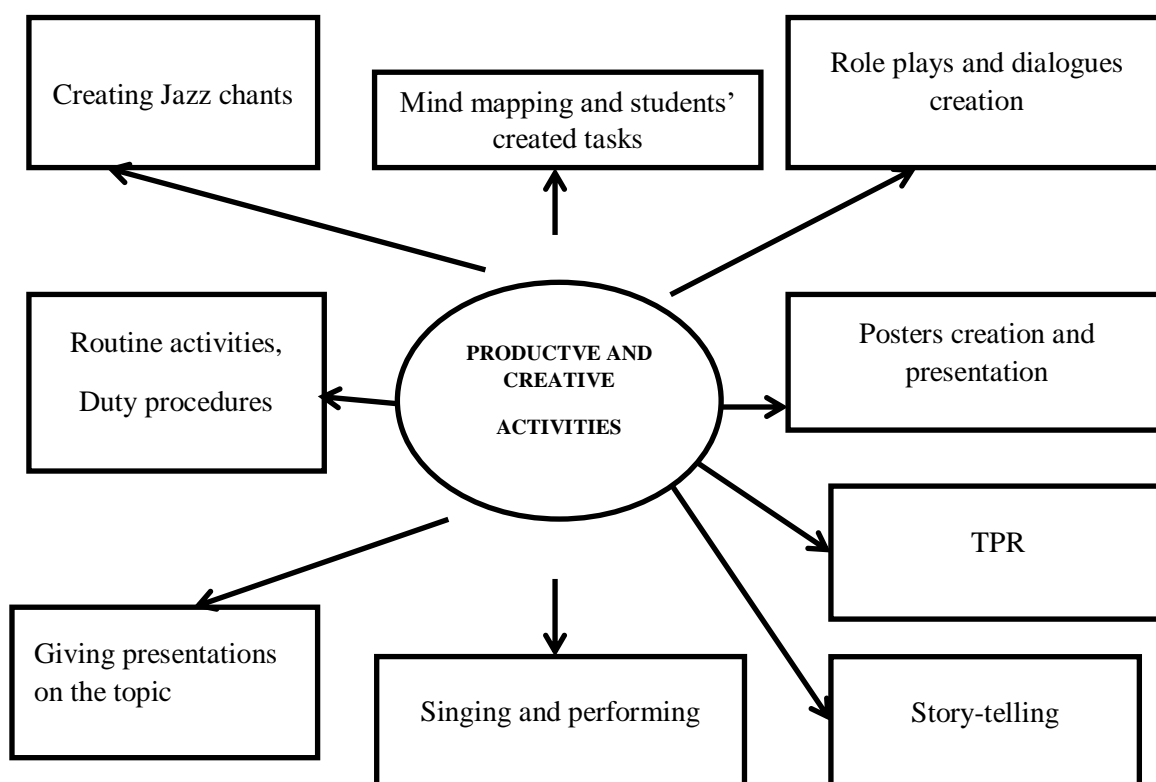 Creating Jazz chants
Mind mapping and students’
created tasks
Role plays and dialogues
creation
Routine activities,
Duty procedures
PRODUCTVE AND
CREATIVE
ACTIVITIES
Posters creation and
presentation
TPR
Giving presentations
on the topic
Singing and performing
Story-telling